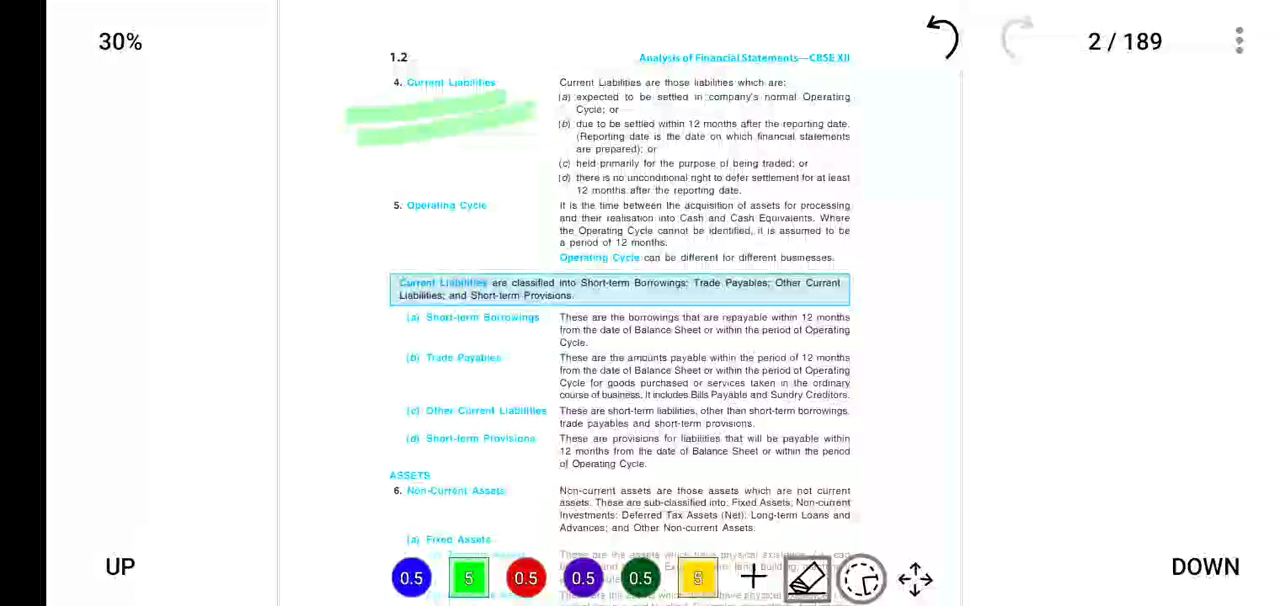 30%
2 / 189
1.2 Analysis of Financial Statements—CBSE XII
4. Current Liabilities Current Liabilities are those liabilities which are:
(a) expected to be settled in company's normal Operating
Cycle; or
(b) due to be settled within 12 months after the reporting date.
(Reporting date is the date on which financial statements
are prepared); or
(c) held primarily for the purpose of being traded; or
(d) there is no unconditional right to defer settlement for at least
12 months after the reporting date.
5. Operating Cycle It is the time between the acquisition of assets for processing
and their realisation into Cash and Cash Equivalents. Where
the Operating Cycle cannot be identified, it is assumed to be
a period of 12 months.
Operating Cycle can be different for different businesses.
Current Liabilities are classified into Short-term Borrowings; Trade Payables; Other Current
Liabilities; and Short-term Provisions.
(a) Short-term Borrowings These are the borrowings that are repayable within 12 months
from the date of Balance Sheet or within the period of Operating
Cycle.
(b) Trade Payables These are the amounts payable within the period of 12 months
from the date of Balance Sheet or within the period of Operating
Cycle for goods purchased or services taken in the ordinary
course of business. It includes Bills Payable and Sundry Creditors.
(c) Other Current Liabilities These are short-term liabilities, other than short-term borrowings,
trade payables and short-term provisions.
(d) Short-term Provisions These are provisions for liabilities that will be payable within
12 months from the date of Balance Sheet or within the period
of Operating Cycle.
ASSETS
6. Non-Current Assets Non-current assets are those assets which are not current
assets. These are sub-classified into: Fixed Assets; Non-current
Investments; Deferred Tax Assets (Net); Long-term Loans and
Advances; and Other Non-current Assets.
(a) Fixed Assets
These are the assets which have physical
UP
0.5 5 0.5 0.5 0.5 5
DOWN